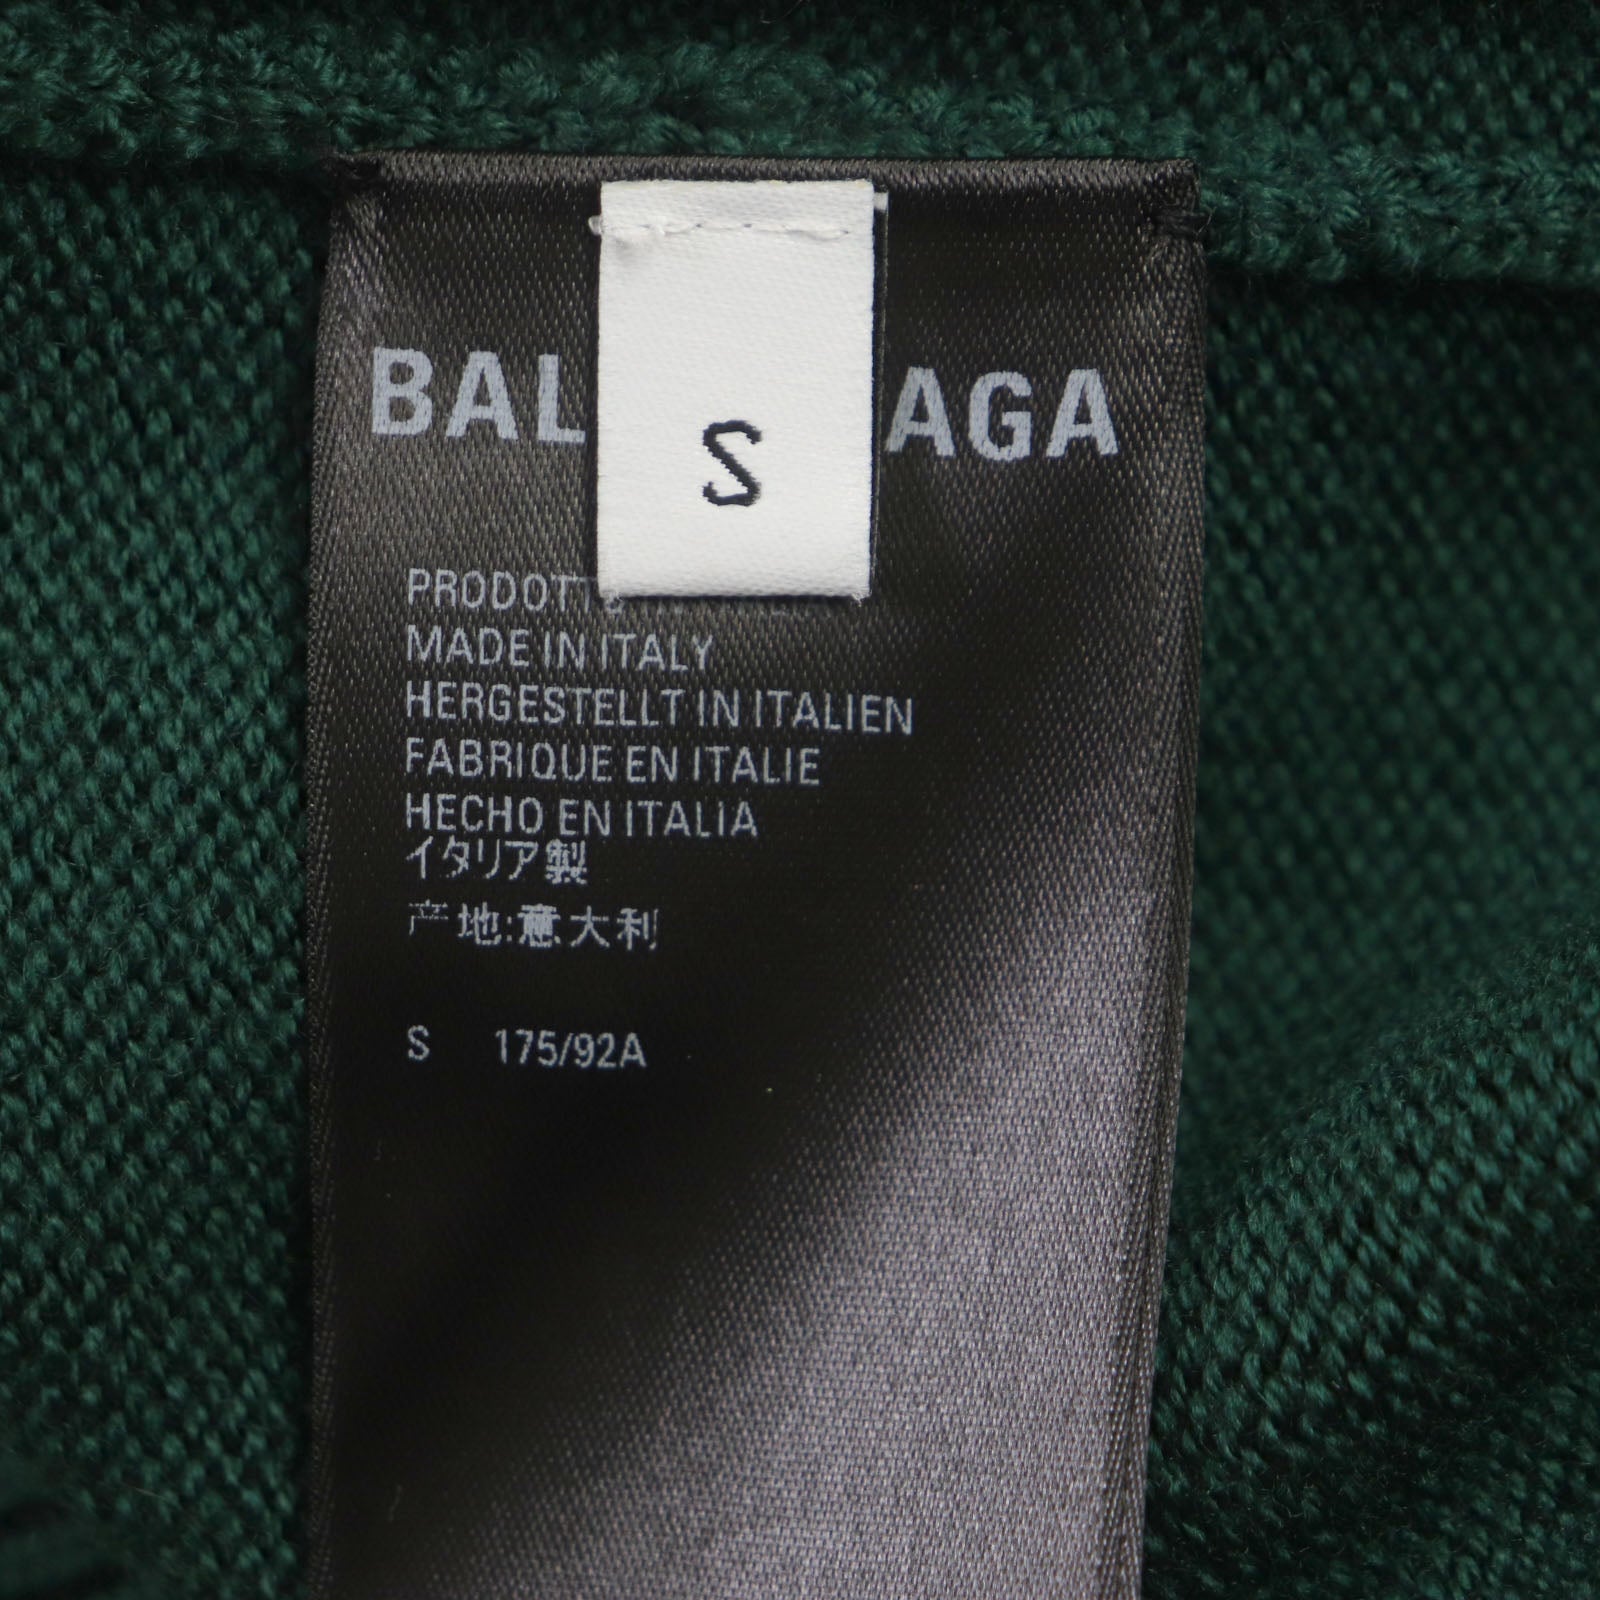 BAL AGA
S
PRODOTTO
MADE IN ITALY
HERGESTELLT IN ITALIEN
FABRIQUE EN ITALIE
HECHO EN ITALIA
イタリア製
产地:意大利
S 175/92A